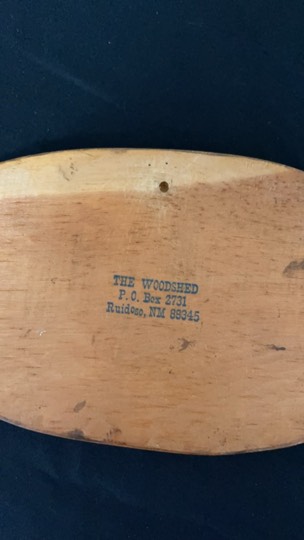 THE WOODSHED
P. O. Box 2731
Ruidoso, NM 88345